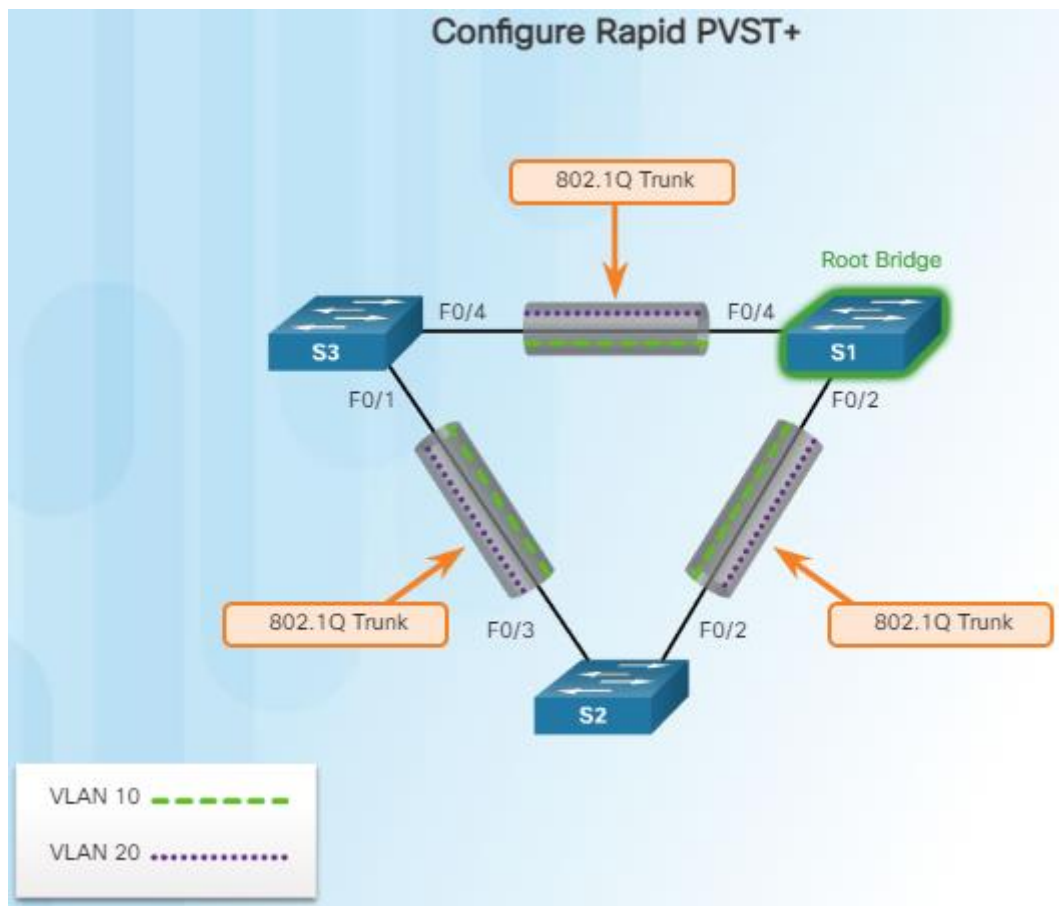 Configure Rapid PVST+
802.1Q Trunk
Root Bridge
F0/4
F0/4
S3
S1
F0/1
F0/2
802.1Q Trunk
F0/3
F0/2
802.1Q Trunk
S2
VLAN 10
VLAN 20